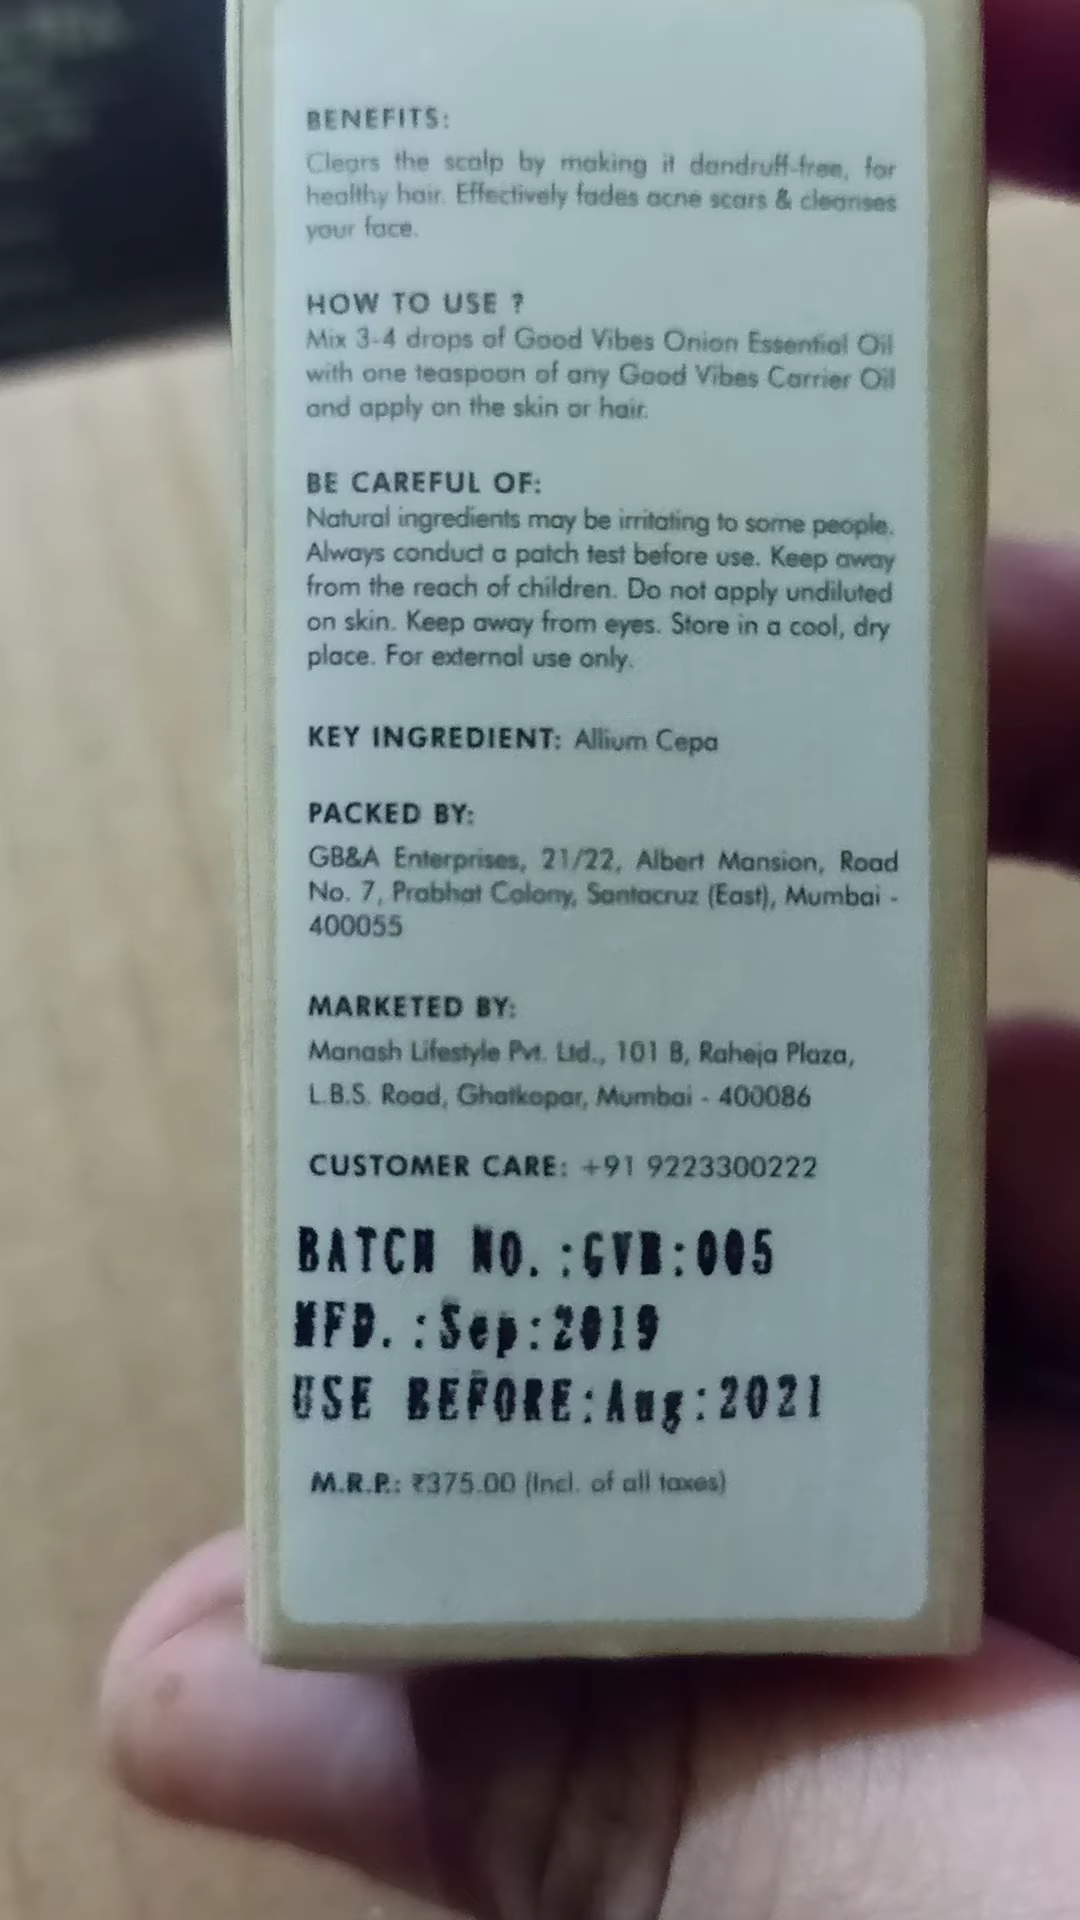 BENEFITS:
Clears the scalp by making it dandruff-free, for
healthy hair. Effectively fades acne scars & cleanses
your face.
HOW TO USE ?
Mix 3-4 drops of Good Vibes Onion Essential Oil
with one teaspoon of any Good Vibes Carrier Oil
and apply on the skin or hair.
BE CAREFUL OF:
Natural ingredients may be irritating to some people.
Always conduct a patch test before use. Keep away
from the reach of children. Do not apply undiluted
on skin. Keep away from eyes. Store in a cool, dry
place. For external use only.
KEY INGREDIENT: Allium Cepa
PACKED BY:
GB&A Enterprises, 21/22, Albert Mansion, Road
No. 7, Prabhat Colony, Santacruz (East), Mumbai -
400055
MARKETED BY:
Manash Lifestyle Pvt. Ltd., 101 B, Raheja Plaza,
L.B.S. Road, Ghatkopar, Mumbai - 400086
CUSTOMER CARE: +91 9223300222
BATCH NO.:GVB:005
MFD.:Sep:2019
USE BEFORE:Aug:2021
M.R.P.: ₹375.00 (Incl. of all taxes)